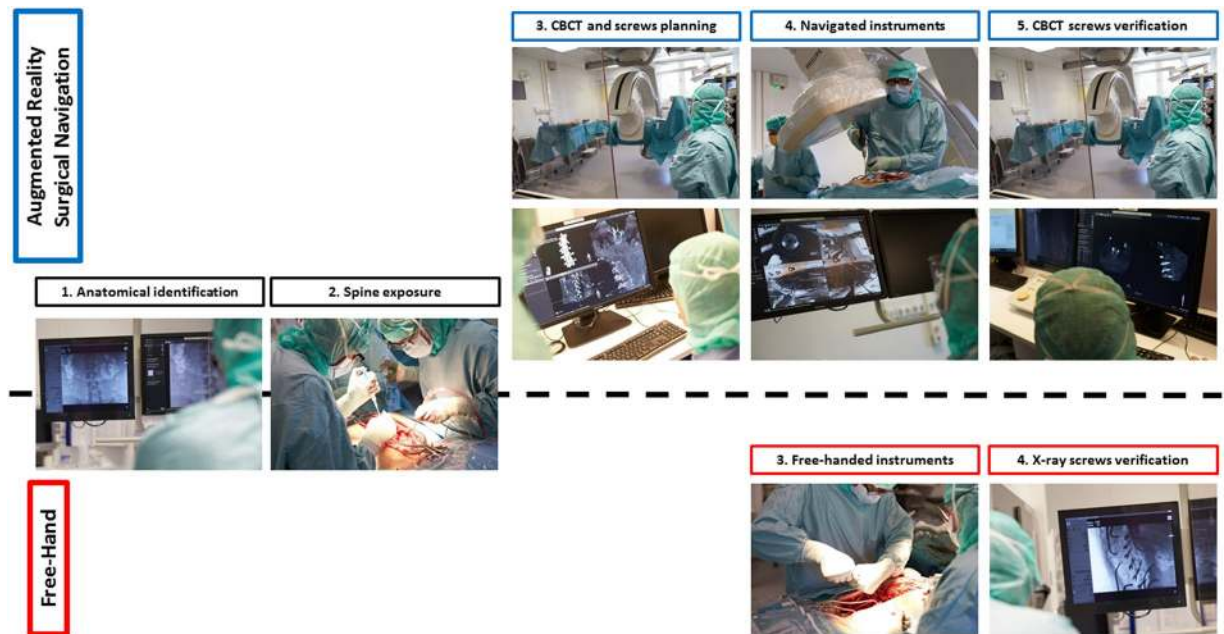 Augmented Reality
Surgical Navigation
3. CBCT and screws planning
4. Navigated instruments
5. CBCT screws verification
1. Anatomical identification
2. Spine exposure
3. Free-handed instruments
4. X-ray screws verification
Free-Hand